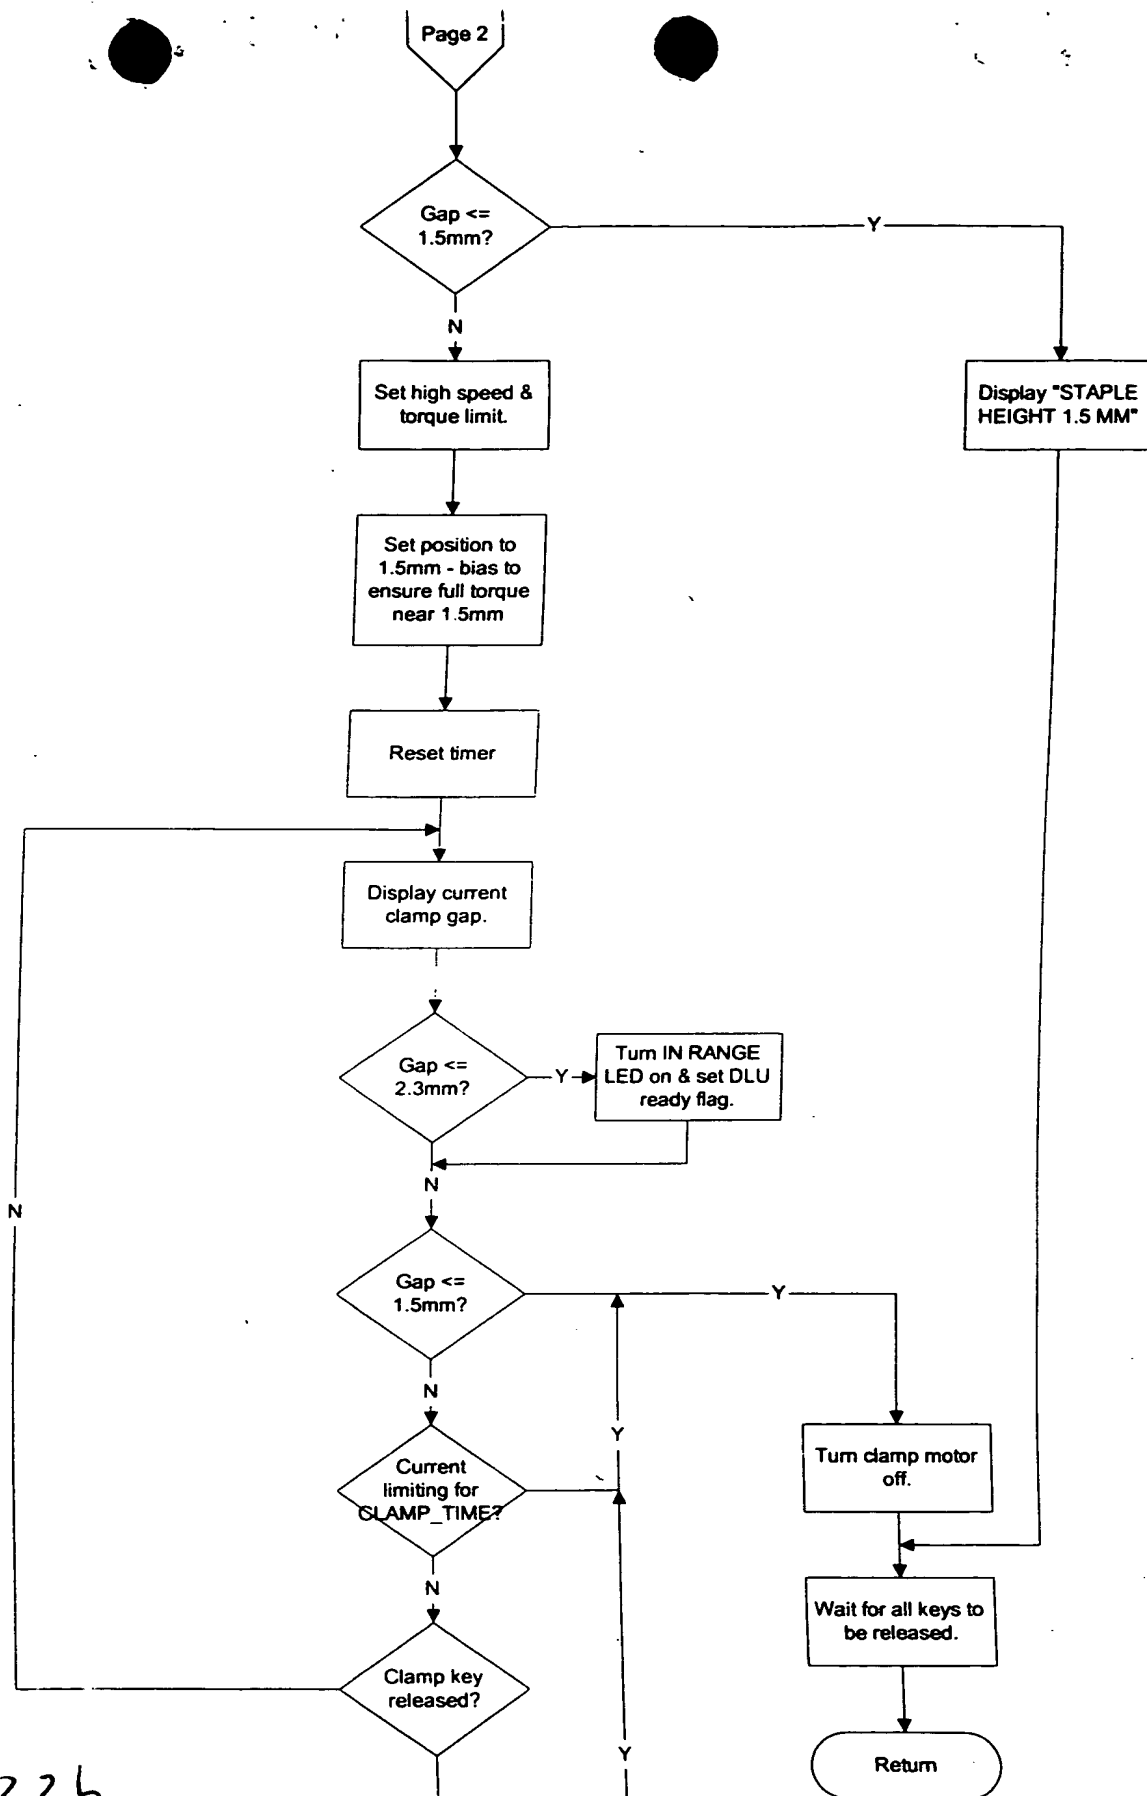 Page 2
Gap <=
1.5mm?
Y
N
Set high speed &
torque limit.
Display "STAPLE
HEIGHT 1.5 MM"
Set position to
1.5mm - bias to
ensure full torque
near 1.5mm
Reset timer
Display current
clamp gap.
Gap <=
2.3mm?
Y
Turn IN RANGE
LED on & set DLU
ready flag.
N
N
Gap <=
1.5mm?
Y
N
Y
Current
limiting for
CLAMP_TIME?
Turn clamp motor
off.
N
Wait for all keys to
be released.
Clamp key
released?
Y
Return
22b